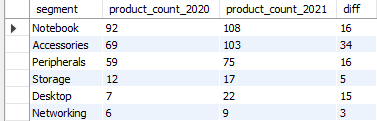 segment product_count_2020 product_count_2021 diff
Notebook 92 108 16
Accessories 69 103 34
Peripherals 59 75 16
Storage 12 17 5
Desktop 7 22 15
Networking 6 9 3